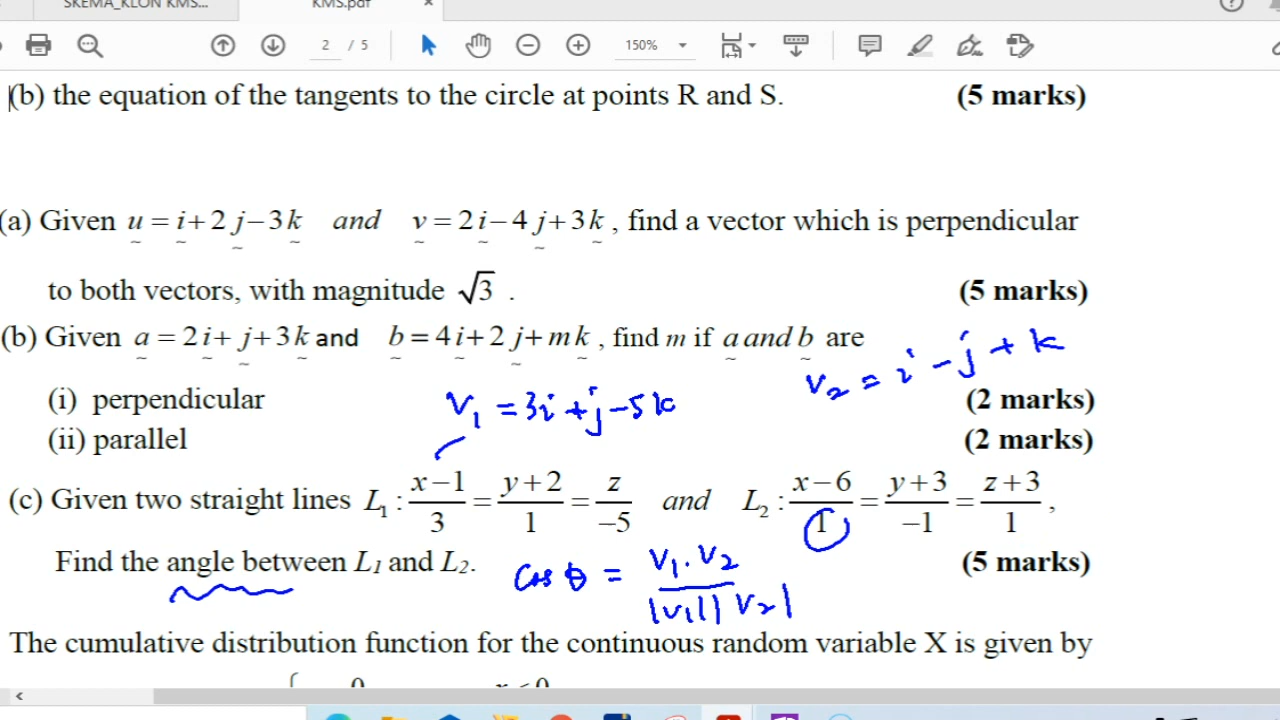 SKEMA_KLON KMS...
KMS.pdf ×
2 / 5 150%
(b) the equation of the tangents to the circle at points R and S. (5 marks)
(a) Given u = i + 2 j − 3 k and v = 2 i − 4 j + 3 k , find a vector which is perpendicular
to both vectors, with magnitude √3 . (5 marks)
(b) Given a = 2 i + j + 3 k and b = 4 i + 2 j + m k , find m if a and b are
v₂ = i − j + k
(i) perpendicular (2 marks)
v₁ = 3i + j − 5k
(ii) parallel (2 marks)
(c) Given two straight lines L₁ : (x − 1)/3 = (y + 2)/1 = z/−5 and L₂ : (x − 6)/1 = (y + 3)/−1 = (z + 3)/1 ,
Find the angle between L₁ and L₂. (5 marks)
cos θ = v₁ . v₂ / |v₁| |v₂|
The cumulative distribution function for the continuous random variable X is given by